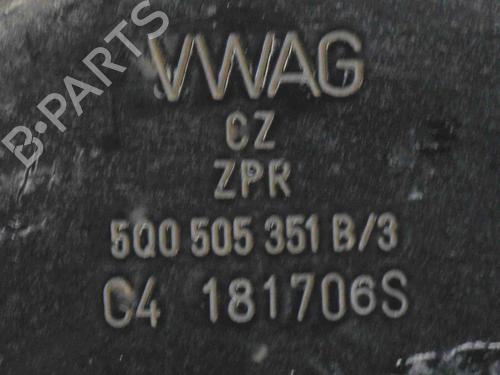 B-PARTS
VWAG
CZ
ZPR
5Q0 505 351 B/3
C4 181706S